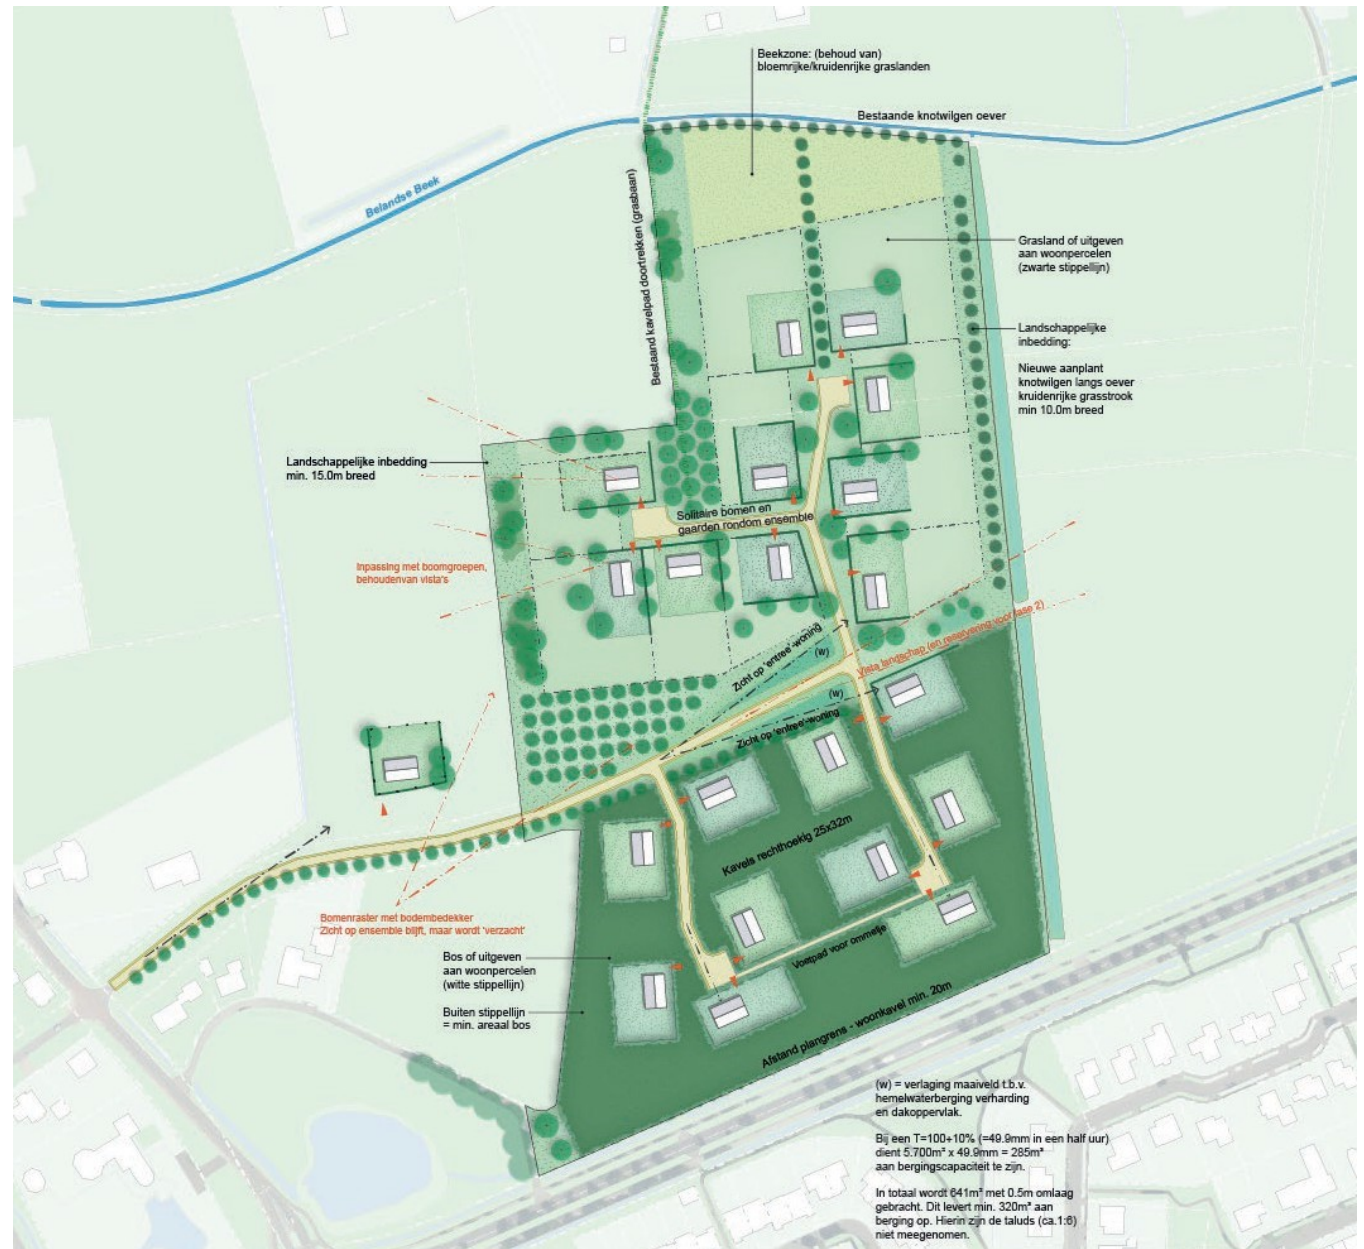 Beekzone: (behoud van)
bloemrijke/kruidenrijke graslanden
Bestaande knotwilgen oever
Belandse Beek
Bestaand kavelpad doortrekken (grasbaan)
Grasland of uitgeven
aan woonpercelen
(zwarte stippellijn)
Landschappelijke
inbedding:
Nieuwe aanplant
knotwilgen langs oever
kruidenrijke grasstrook
min 10.0m breed
Landschappelijke inbedding
min. 15.0m breed
Solitaire bomen en
gaarden rondom ensemble
Inpassing met boomgroepen,
behoudenvan vista's
Zicht op 'entree'-woning
(w)
Vista landschap (en reservering voor fase 2)
(w)
Zicht op 'entree'-woning
Kavels rechthoekig 25x32m
Bomenraster met bodembedekker
Zicht op ensemble blijft, maar wordt 'verzacht'
Bos of uitgeven
aan woonpercelen
(witte stippellijn)
Buiten stippellijn
= min. areaal bos
Voetpad voor ommetje
Afstand plangrens - woonkavel min. 20m
(w) = verlaging maaiveld t.b.v.
hemelwaterberging verharding
en dakoppervlak.
Bij een T=100+10% (=49.9mm in een half uur)
dient 5.700m² x 49.9mm = 285m³
aan bergingscapaciteit te zijn.
In totaal wordt 641m² met 0.5m omlaag
gebracht. Dit levert min. 320m³ aan
berging op. Hierin zijn de taluds (ca.1:6)
niet meegenomen.